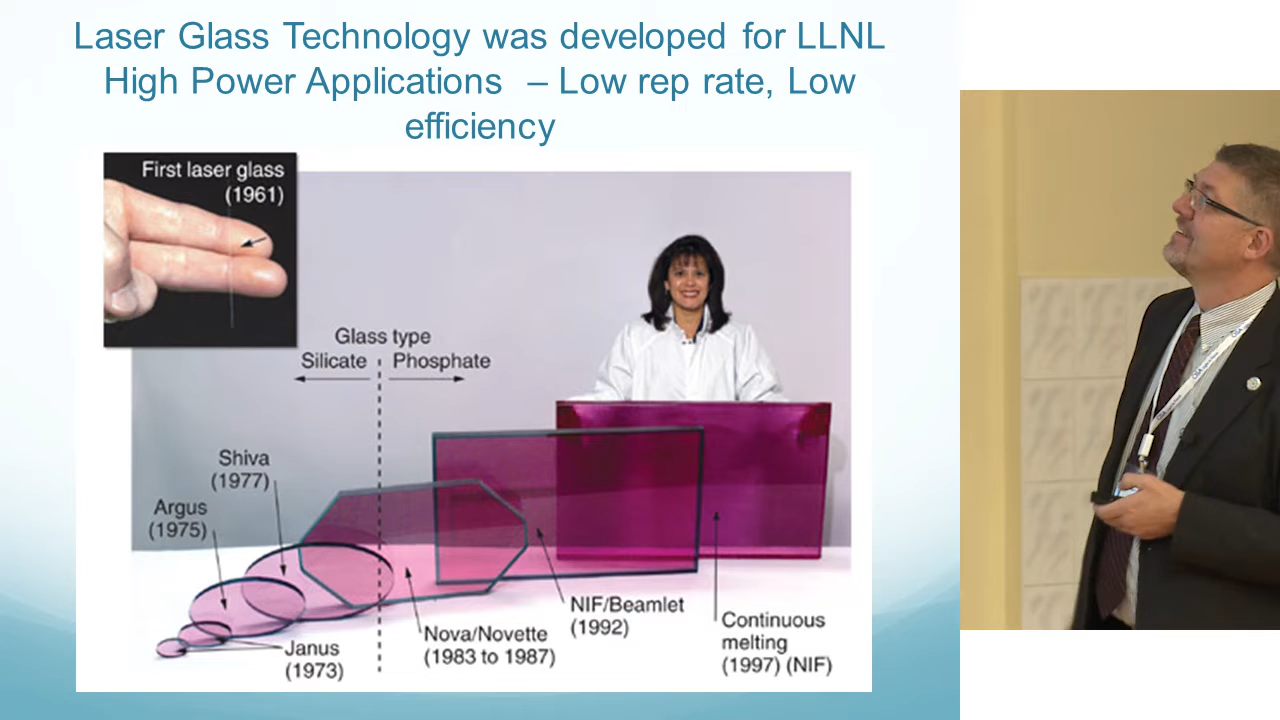 Laser Glass Technology was developed for LLNL
High Power Applications – Low rep rate, Low
efficiency
First laser glass
(1961)
Glass type
Silicate
Phosphate
Shiva
(1977)
Argus
(1975)
Janus
(1973)
Nova/Novette
(1983 to 1987)
NIF/Beamlet
(1992)
Continuous
melting
(1997) (NIF)